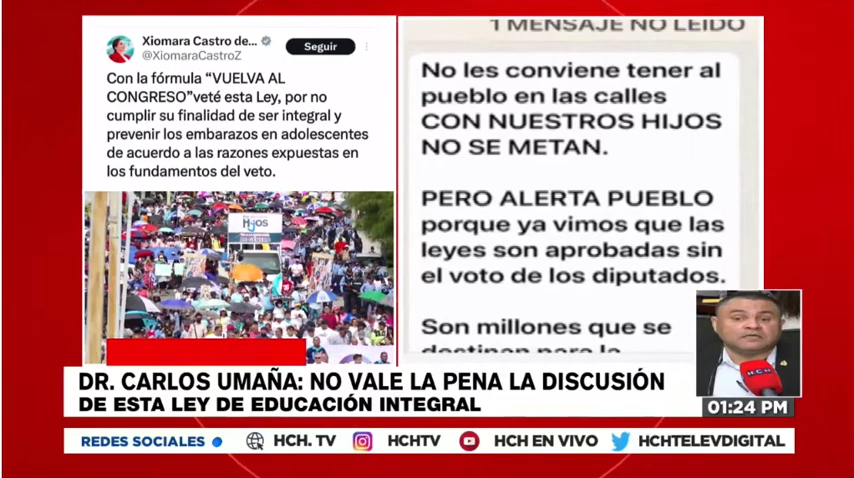 Xiomara Castro de...
@XiomaraCastroZ
Seguir
Con la fórmula “VUELVA AL
CONGRESO”veté esta Ley, por no
cumplir su finalidad de ser integral y
prevenir los embarazos en adolescentes
de acuerdo a las razones expuestas en
los fundamentos del veto.
Hijos
1 MENSAJE NO LEÍDO
No les conviene tener al
pueblo en las calles
CON NUESTROS HIJOS
NO SE METAN.
PERO ALERTA PUEBLO
porque ya vimos que las
leyes son aprobadas sin
el voto de los diputados.
Son millones que se
destinan para la
HCH
DR. CARLOS UMAÑA: NO VALE LA PENA LA DISCUSIÓN
DE ESTA LEY DE EDUCACIÓN INTEGRAL
01:24 PM
REDES SOCIALES HCH. TV HCHTV HCH EN VIVO HCHTELEVDIGITAL